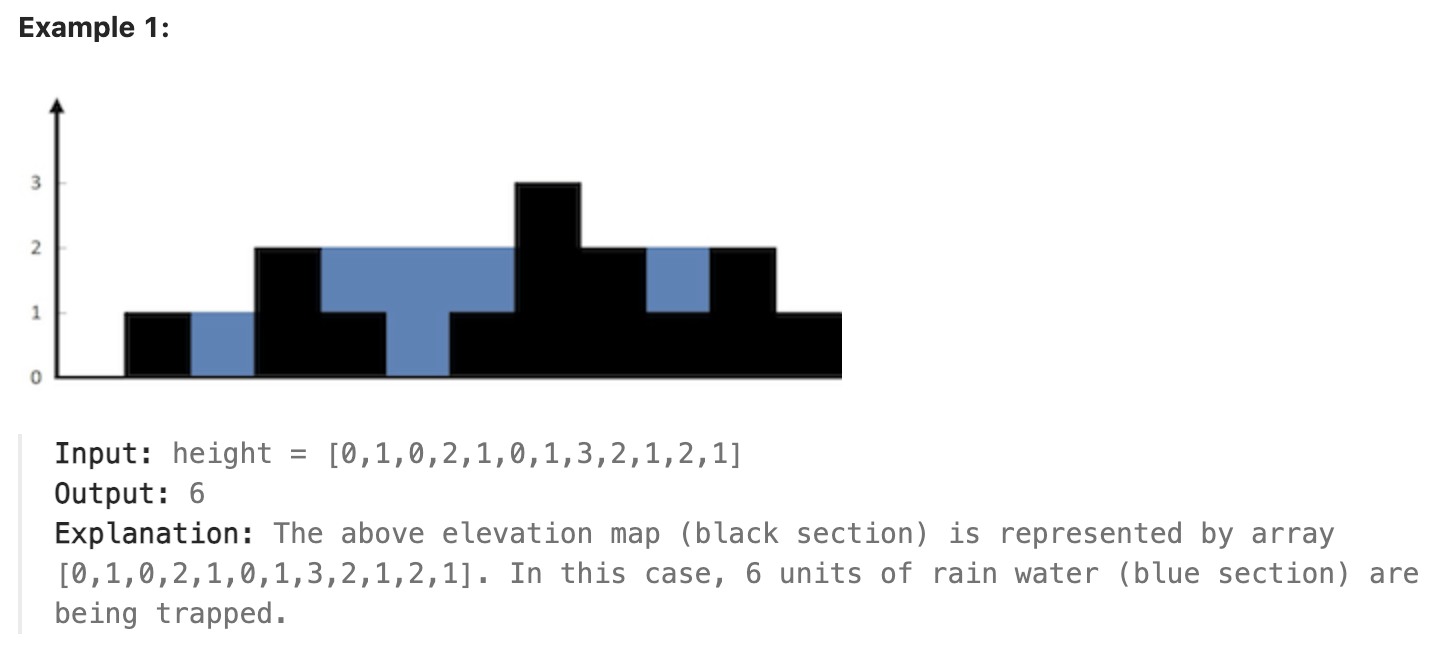 Example 1:
3
2
1
0
Input: height = [0,1,0,2,1,0,1,3,2,1,2,1]
Output: 6
Explanation: The above elevation map (black section) is represented by array
[0,1,0,2,1,0,1,3,2,1,2,1]. In this case, 6 units of rain water (blue section) are
being trapped.